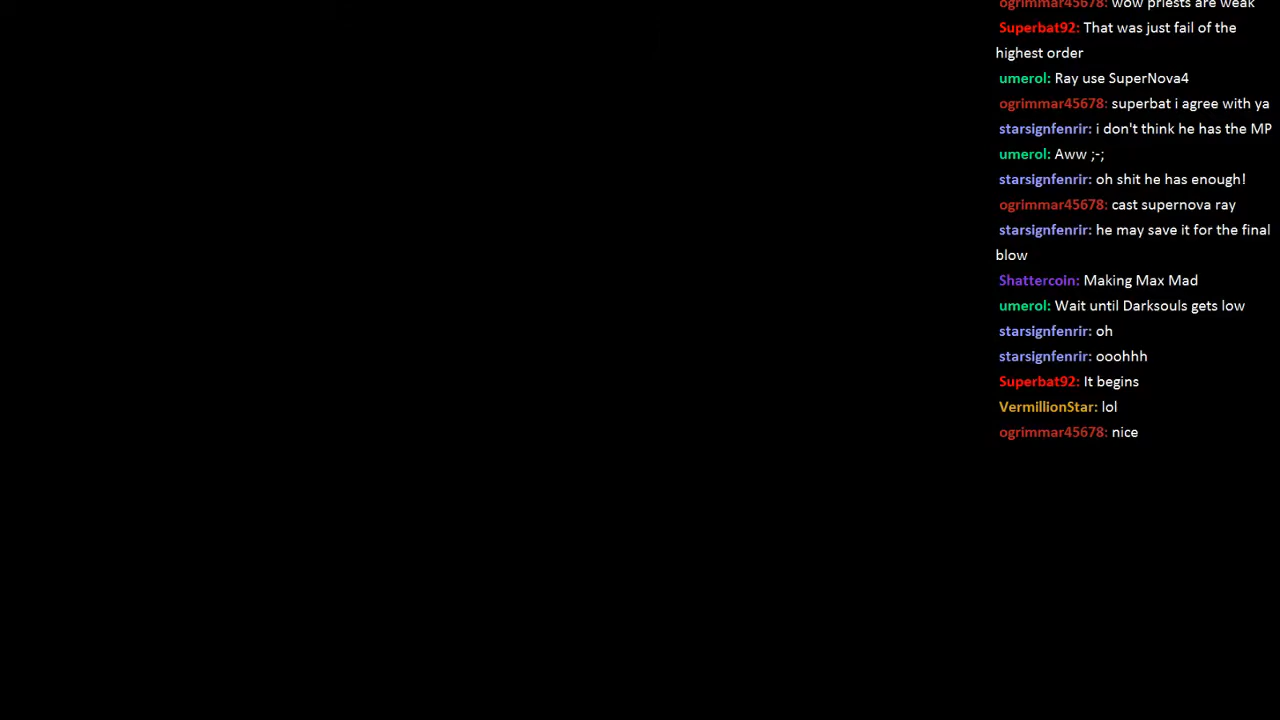 ogrimmar45678: wow priests are weak
Superbat92: That was just fail of the
highest order
umerol: Ray use SuperNova4
ogrimmar45678: superbat i agree with ya
starsignfenrir: i don't think he has the MP
umerol: Aww ;-;
starsignfenrir: oh shit he has enough!
ogrimmar45678: cast supernova ray
starsignfenrir: he may save it for the final
blow
Shattercoin: Making Max Mad
umerol: Wait until Darksouls gets low
starsignfenrir: oh
starsignfenrir: ooohhh
Superbat92: It begins
VermillionStar: lol
ogrimmar45678: nice